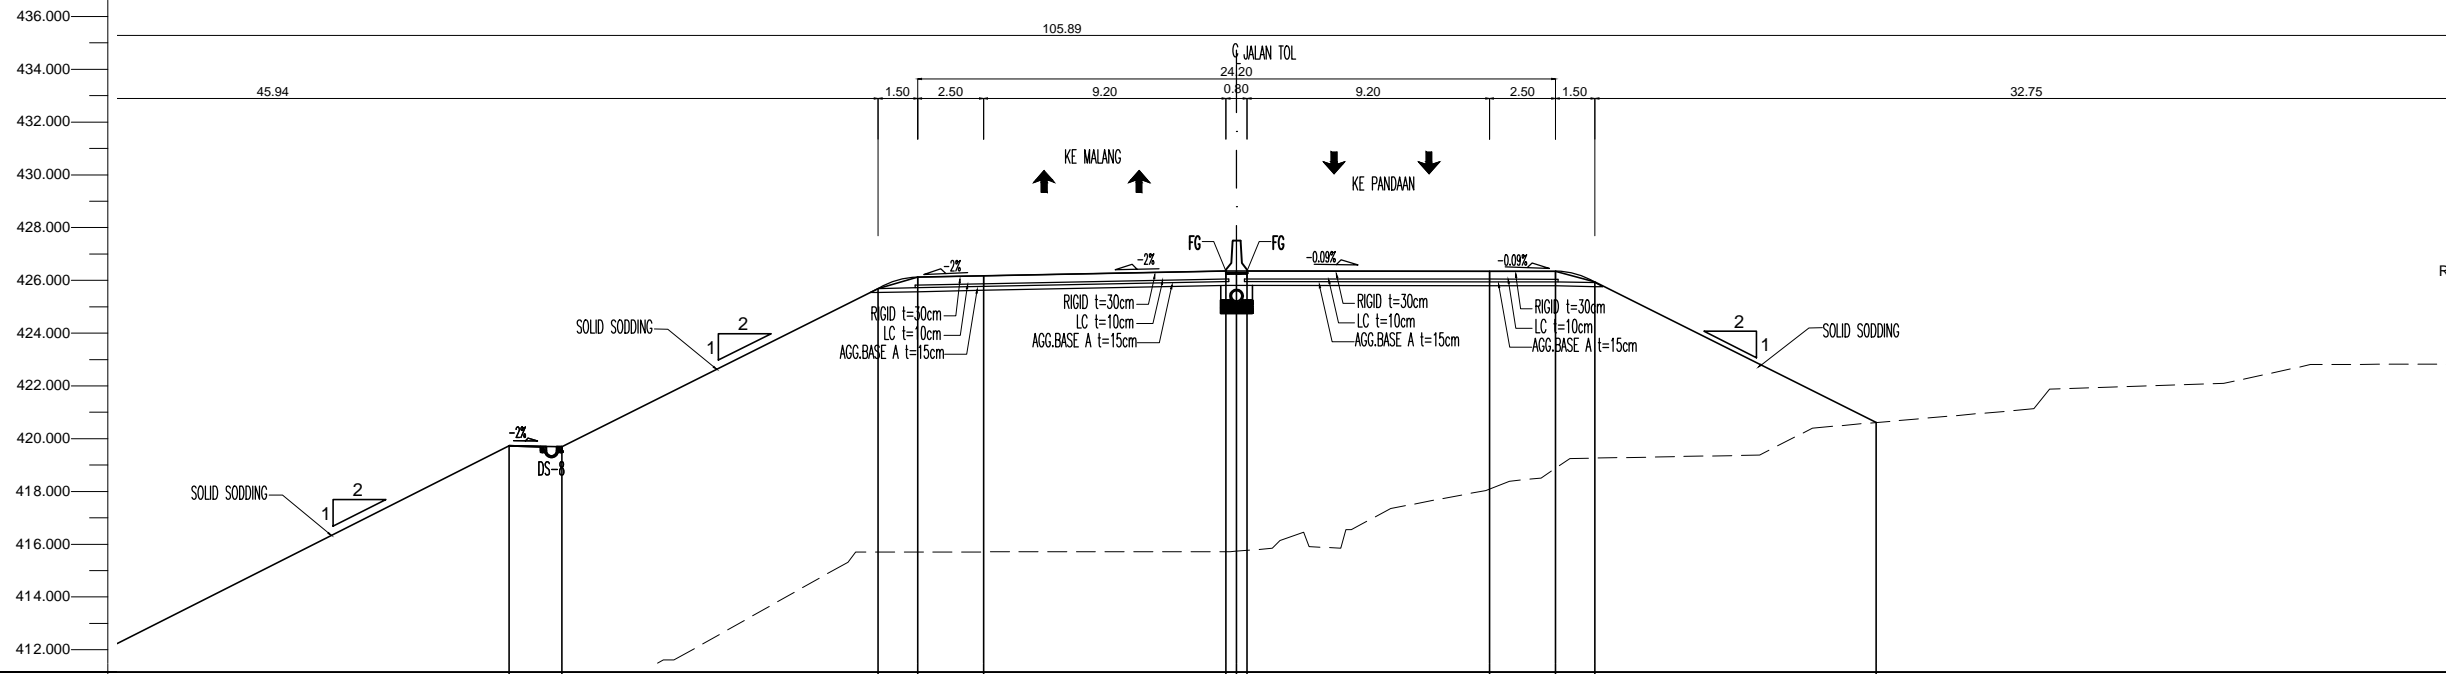 436.000
105.89
CL JALAN TOL
434.000
24.20
45.94
1.50
2.50
9.20
0.80
9.20
2.50
1.50
32.75
432.000
KE MALANG
430.000
KE PANDAAN
428.000
FG
FG
-2%
-2%
-0.09%
-0.09%
R
426.000
RIGID t=30cm
LC t=10cm
AGG.BASE A t=15cm
RIGID t=30cm
LC t=10cm
AGG.BASE A t=15cm
RIGID t=30cm
LC t=10cm
AGG.BASE A t=15cm
RIGID t=30cm
LC t=10cm
AGG.BASE A t=15cm
SOLID SODDING
2
1
2
1
SOLID SODDING
424.000
422.000
420.000
-2%
DS-8
418.000
SOLID SODDING
2
1
416.000
414.000
412.000